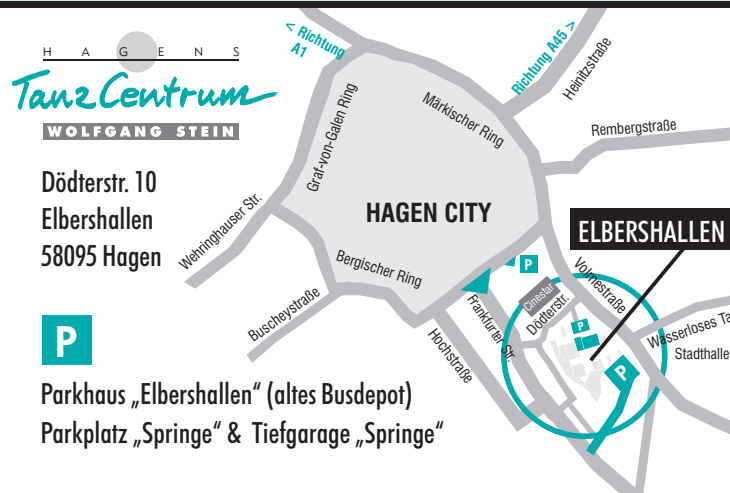 HAGENS
TanzCentrum
WOLFGANG STEIN
Dödterstr. 10
Elbershallen
58095 Hagen
P
Parkhaus „Elbershallen“ (altes Busdepot)
Parkplatz „Springe“ & Tiefgarage „Springe“
< Richtung
A1
Richtung A45 >
Heinitzstraße
Graf-von-Galen Ring
Märkischer Ring
Rembergstraße
HAGEN CITY
ELBERSHALLEN
Wehringhauser Str.
Bergischer Ring
P
Volmestraße
Cinestar
Dödterstr.
Buscheystraße
Frankfurter Str.
Hochstraße
P
Wasserloses Ta
Stadthalle
P